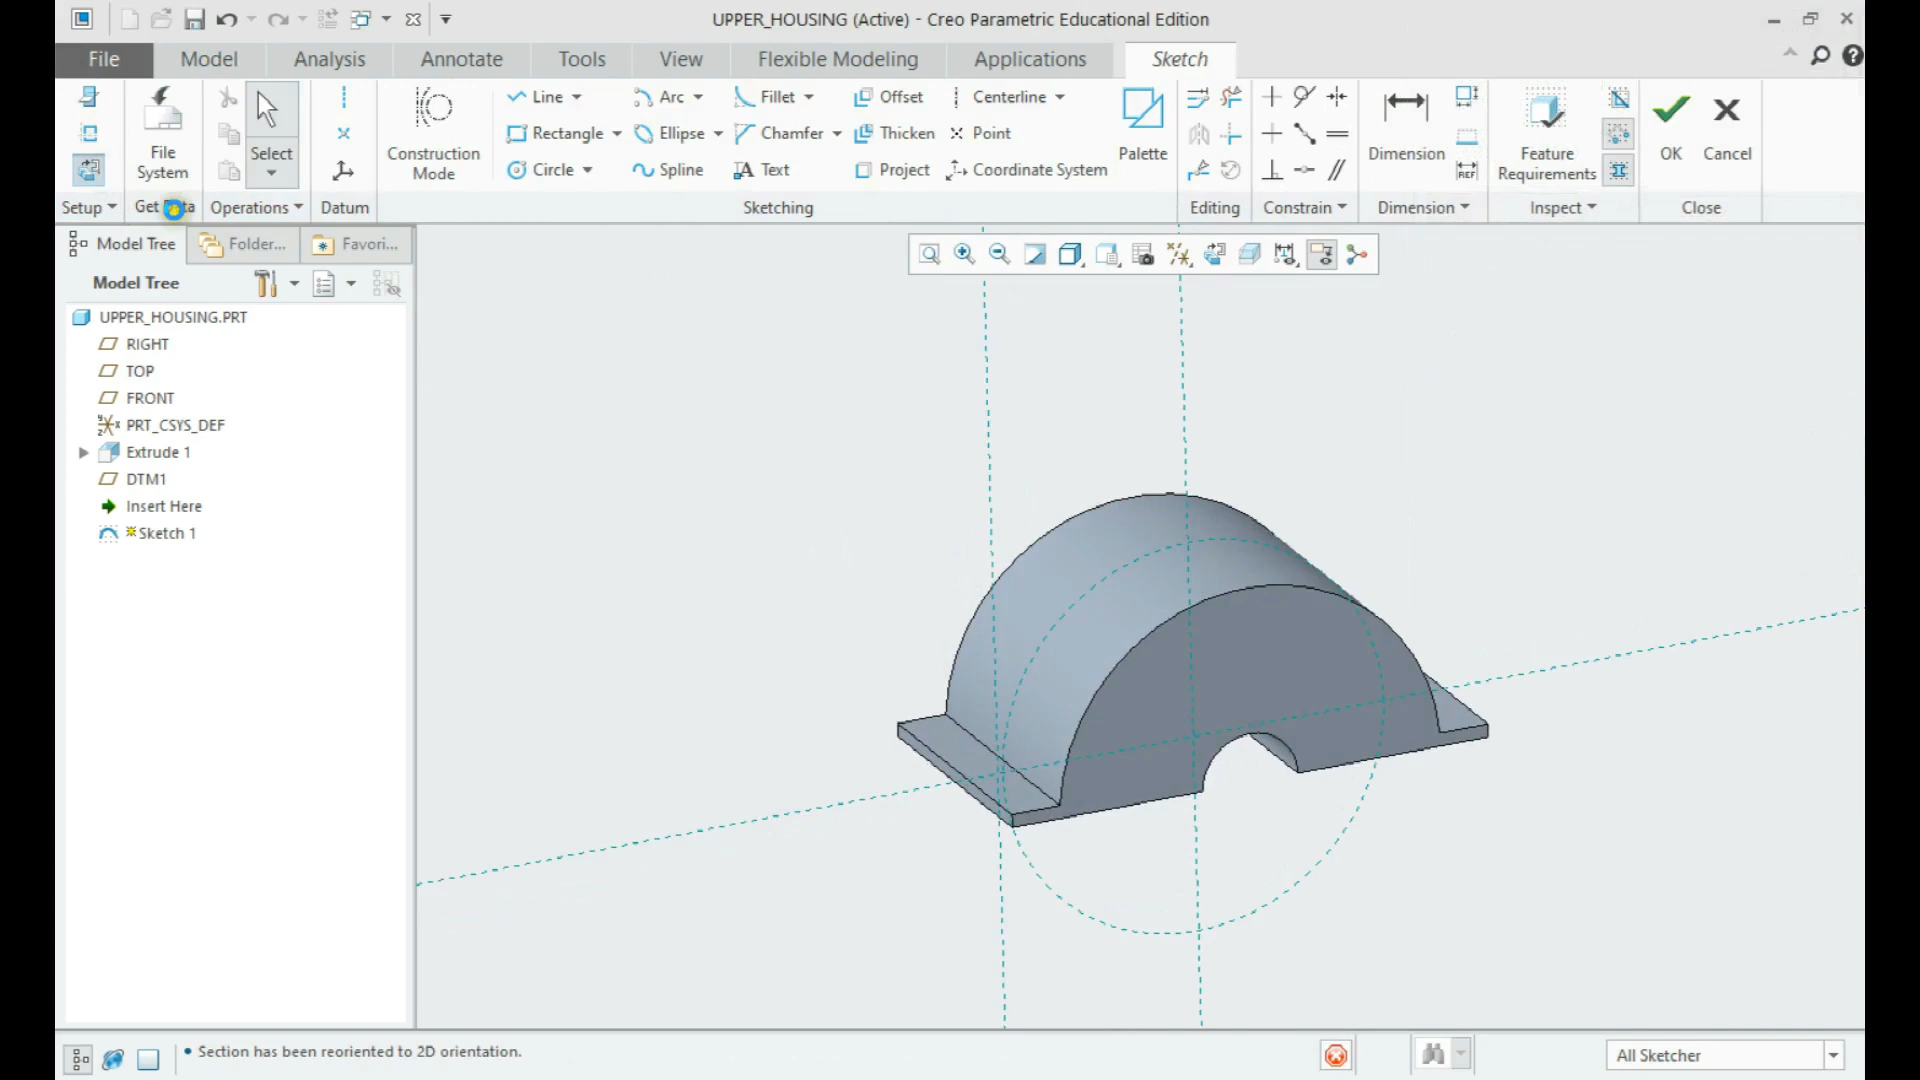 UPPER_HOUSING (Active) - Creo Parametric Educational Edition
File Model Analysis Annotate Tools View Flexible Modeling Applications Sketch
Line Arc Fillet Offset Centerline
Rectangle Ellipse Chamfer Thicken Point
Circle Spline Text Project Coordinate System
File System
Select
Construction Mode
Palette
Dimension
REF
Feature Requirements
OK
Cancel
Setup Get Data Operations Datum Sketching Editing Constrain Dimension Inspect Close
Model Tree Folder... Favori...
Model Tree
UPPER_HOUSING.PRT
RIGHT
TOP
FRONT
PRT_CSYS_DEF
Extrude 1
DTM1
Insert Here
Sketch 1
• Section has been reoriented to 2D orientation.
All Sketcher